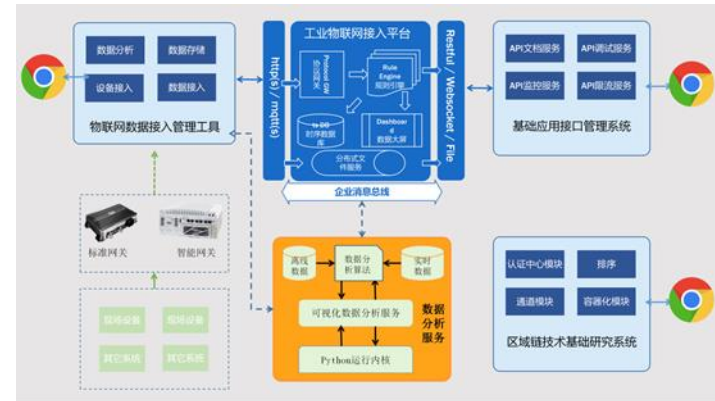 数据分析
数据存储
设备接入
数据接入
物联网数据接入管理工具
标准网关
智能网关
现场设备
现场设备
其它系统
其它系统
http(s) / mqtt(s)
工业物联网接入平台
Protocol GW
协议网关
Rule
Engine
规则引擎
ts DB
时序数据
库
Dashboar
d
数据大屏
分布式文
件服务
Restful / Websocket / File
企业消息总线
离线
数据
数据分
析算法
实时
数据
可视化数据分析服务
Python运行内核
数据
分析
服务
API文档服务
API调试服务
API监控服务
API限流服务
基础应用接口管理系统
认证中心模块
排序
通道模块
容器化模块
区域链技术基础研究系统